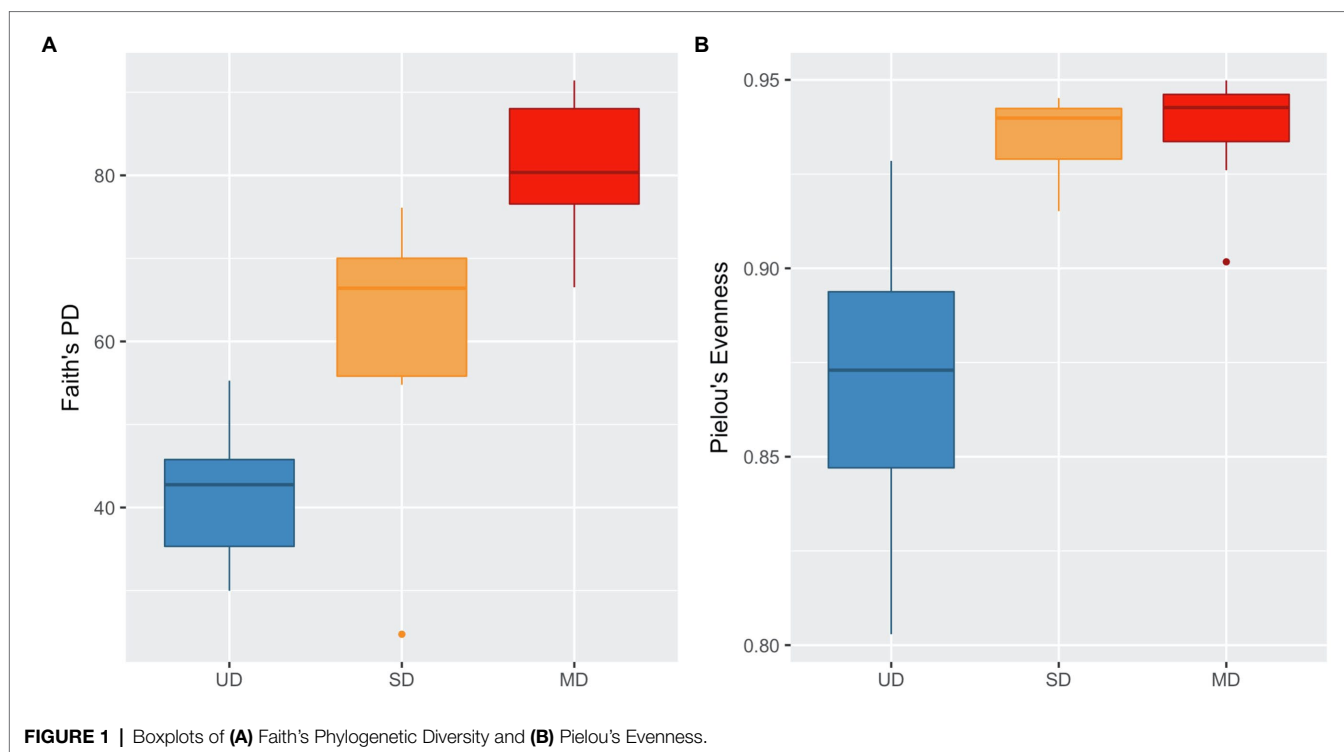 A
Faith's PD
80
60
40
UD SD MD
B
Pielou's Evenness
0.95
0.90
0.85
0.80
UD SD MD
FIGURE 1 | Boxplots of (A) Faith’s Phylogenetic Diversity and (B) Pielou’s Evenness.